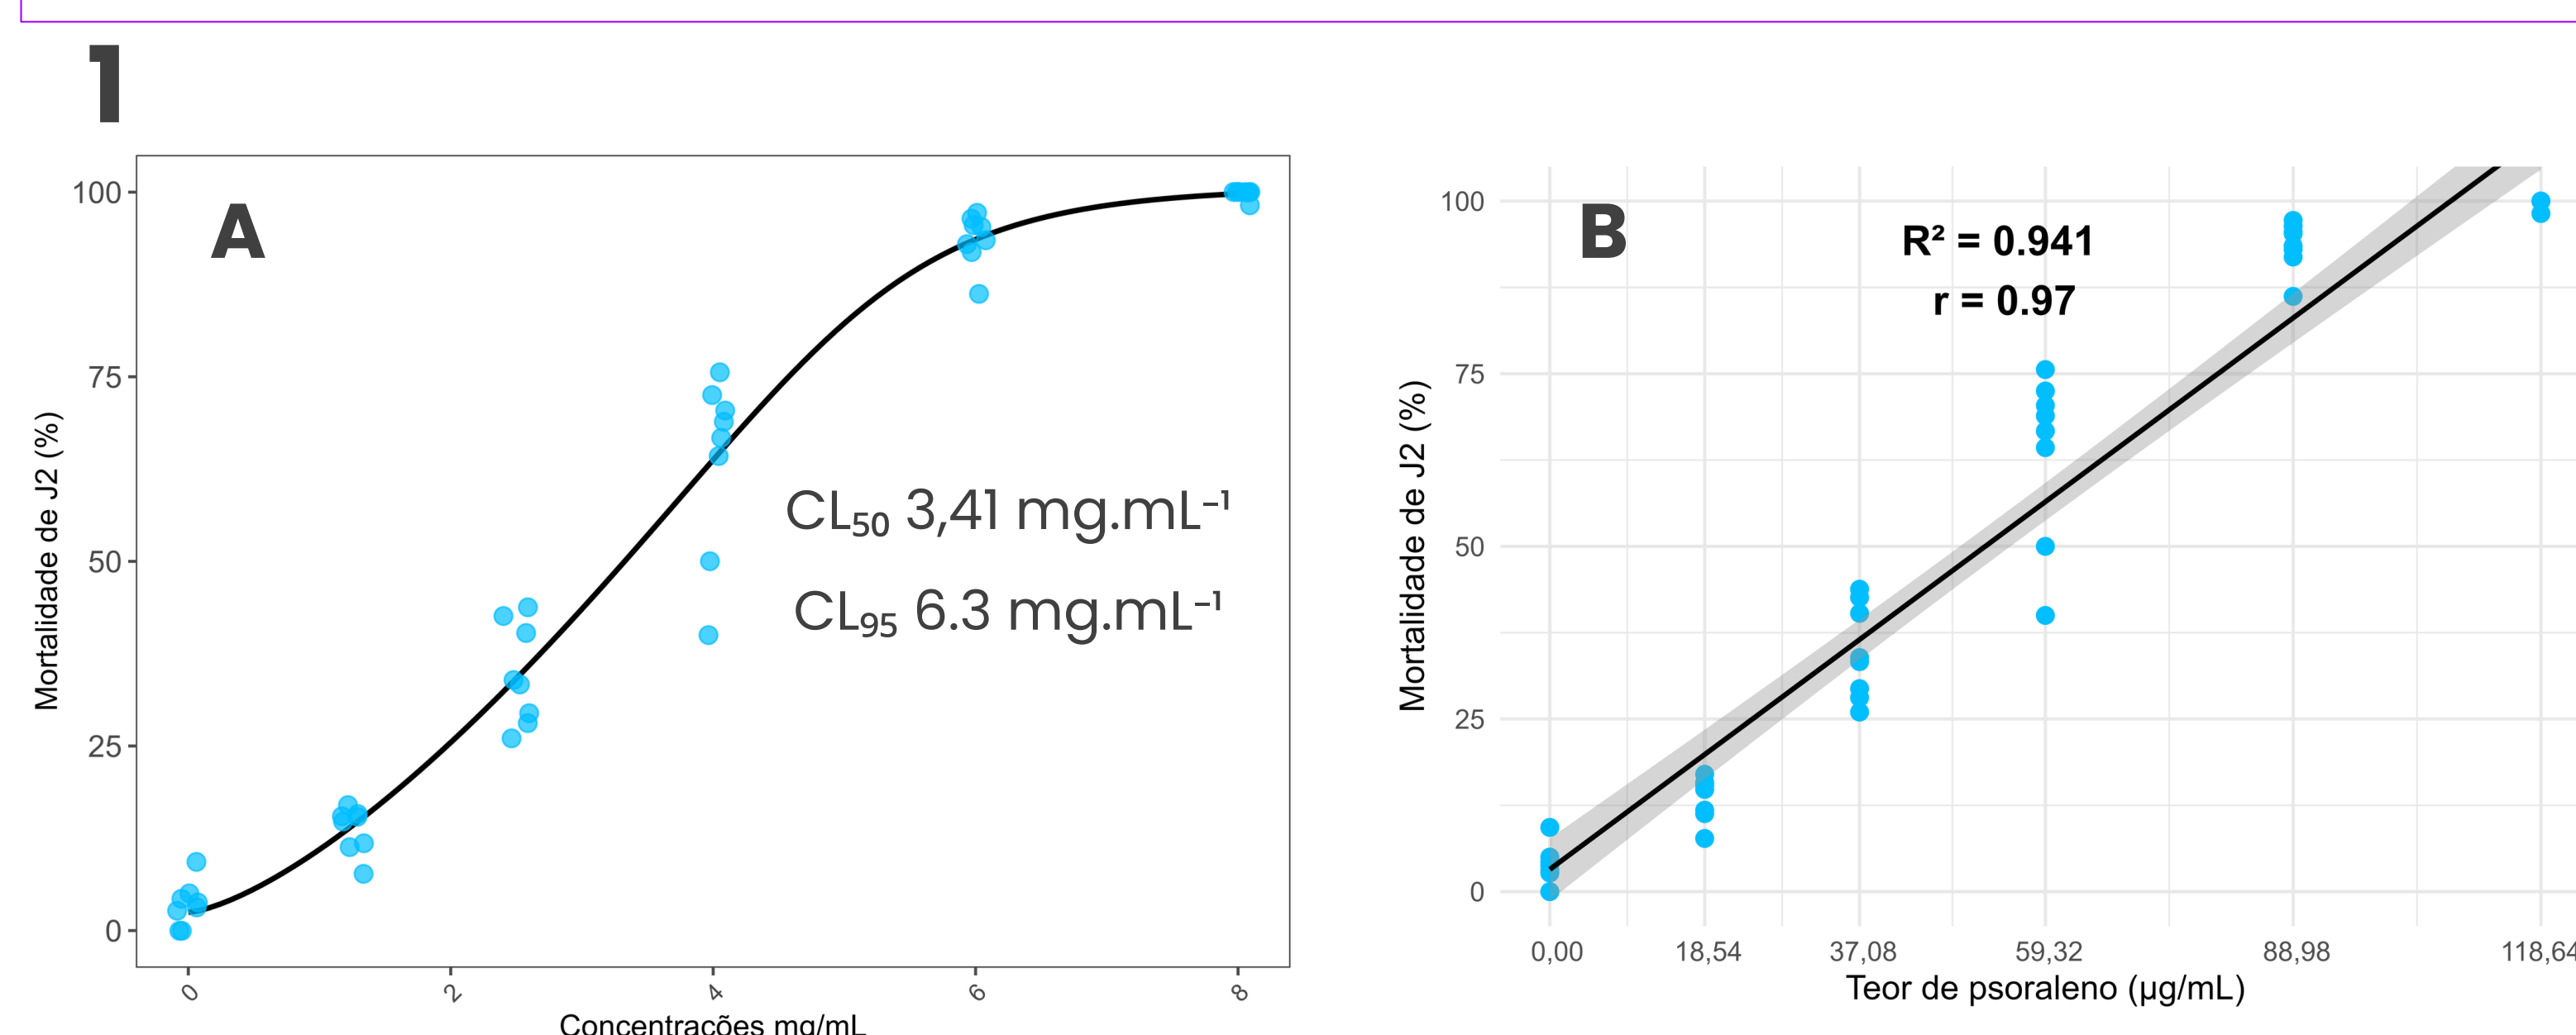 1
A
100
75
50
25
0
Mortalidade de J2 (%)
CL₅₀ 3,41 mg.mL⁻¹
CL₉₅ 6.3 mg.mL⁻¹
0 2 4 6 8
Concentrações mg/mL
B
R² = 0.941
r = 0.97
100
75
50
25
0
Mortalidade de J2 (%)
0,00 18,54 37,08 59,32 88,98 118,64
Teor de psoraleno (µg/mL)